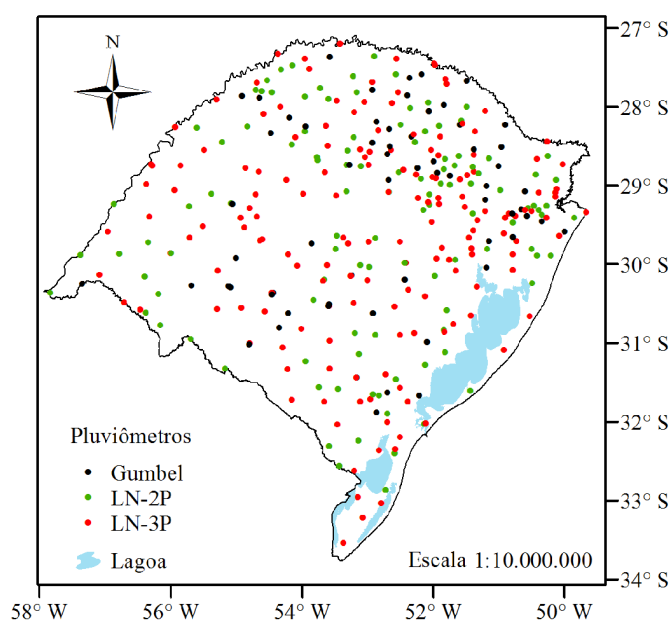 N
27° S
28° S
29° S
30° S
31° S
32° S
33° S
34° S
Pluviômetros
Gumbel
LN-2P
LN-3P
Lagoa
Escala 1:10.000.000
58° W 56° W 54° W 52° W 50° W